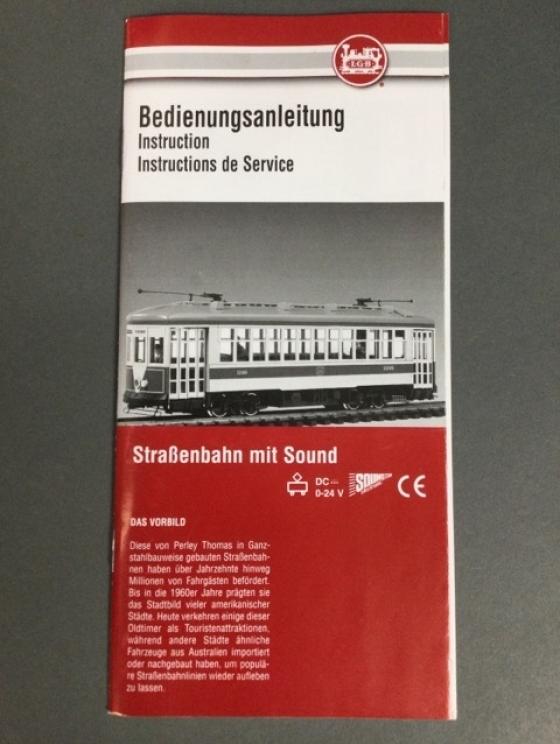 LGB
Bedienungsanleitung
Instruction
Instructions de Service
Straßenbahn mit Sound
DC
0-24 V
SOUND
CE
DAS VORBILD
Diese von Perley Thomas in Ganz-
stahlbauweise gebauten Straßenbah-
nen haben über Jahrzehnte hinweg
Millionen von Fahrgästen befördert.
Bis in die 1960er Jahre prägten sie
das Stadtbild vieler amerikanischer
Städte. Heute verkehren einige dieser
Oldtimer als Touristenattraktionen,
während andere Städte ähnliche
Fahrzeuge aus Australien importiert
oder nachgebaut haben, um populä-
re Straßenbahnlinien wieder aufleben
zu lassen.